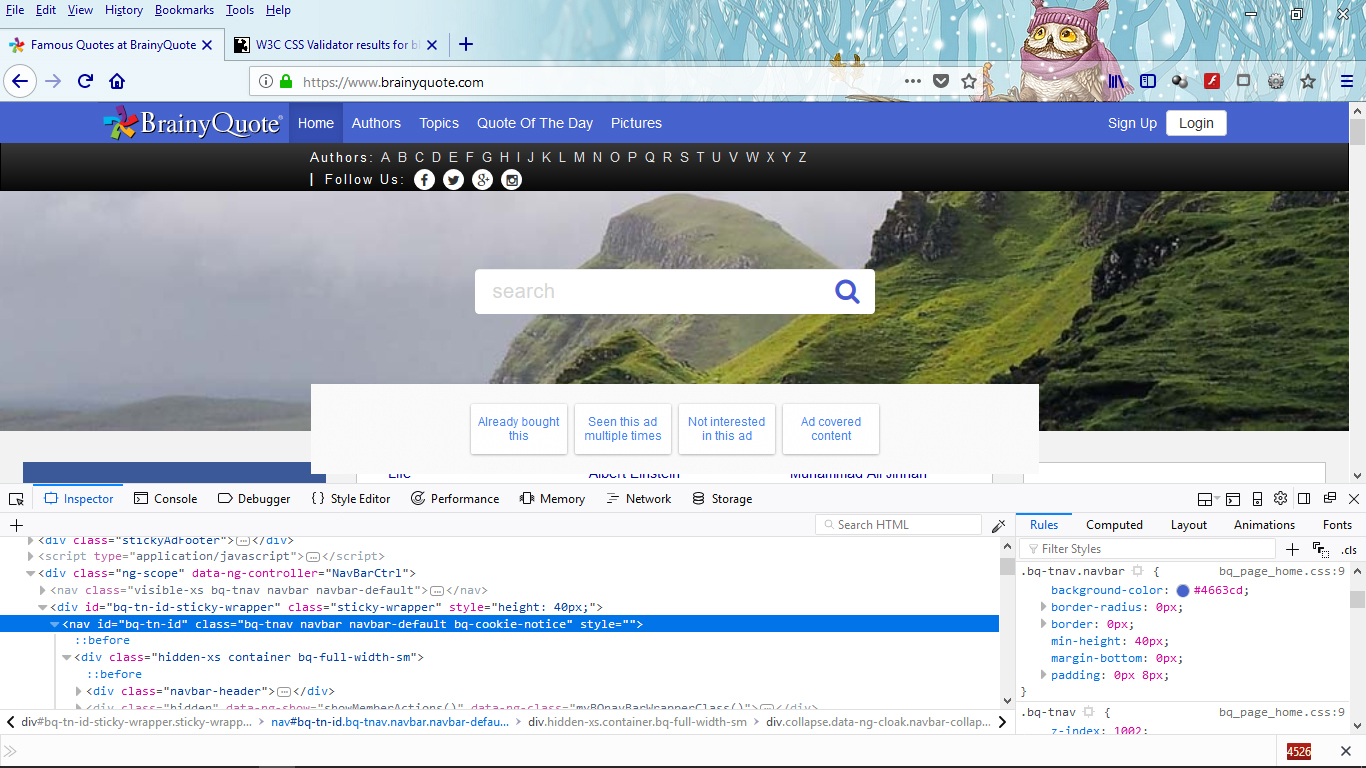 File Edit View History Bookmarks Tools Help
Famous Quotes at BrainyQuote
W3C CSS Validator results for b
https://www.brainyquote.com
BrainyQuote®
Home Authors Topics Quote Of The Day Pictures Sign Up Login
Authors: A B C D E F G H I J K L M N O P Q R S T U V W X Y Z
| Follow Us:
search
Already bought
this
Seen this ad
multiple times
Not interested
in this ad
Ad covered
content
Life Albert Einstein Muhammad Ali Jinnah
Inspector Console Debugger {} Style Editor Performance Memory Network Storage
Search HTML
<div class="stickyAdFooter"></div>
<script type="application/javascript"></script>
<div class="ng-scope" data-ng-controller="NavBarCtrl">
<nav class="visible-xs bq-tnav navbar navbar-default"></nav>
<div id="bq-tn-id-sticky-wrapper" class="sticky-wrapper" style="height: 40px;">
<nav id="bq-tn-id" class="bq-tnav navbar navbar-default bq-cookie-notice" style="">
::before
<div class="hidden-xs container bq-full-width-sm">
::before
<div class="navbar-header"></div>
<div class="hidden" data-ng-show="showMemberActions()" data-ng-class="myBQnavBarWrapperClass()"></div>
div#bq-tn-id-sticky-wrapper.sticky-wrapp... nav#bq-tn-id.bq-tnav.navbar.navbar-defau... div.hidden-xs.container.bq-full-width-sm div.collapse.data-ng-cloak.navbar-collap...
Rules Computed Layout Animations Fonts
Filter Styles + .cls
.bq-tnav.navbar { bq_page_home.css:9
background-color: #4663cd;
border-radius: 0px;
border: 0px;
min-height: 40px;
margin-bottom: 0px;
padding: 0px 8px;
}
.bq-tnav { bq_page_home.css:9
z-index: 1002;
4526